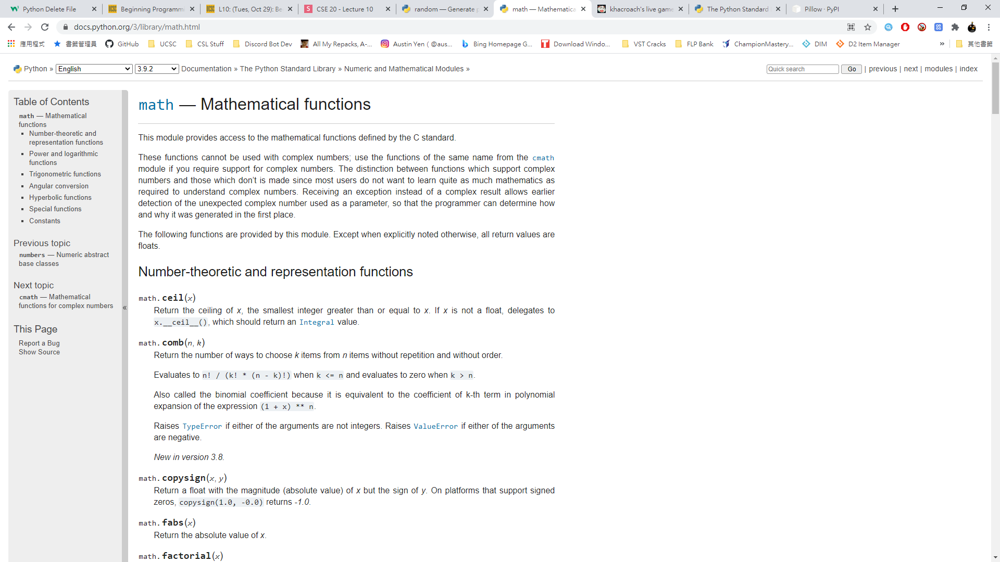 Python Delete File
Beginning Programmi
L10: (Tues, Oct 29): Be
CSE 20 - Lecture 10
random — Generate p
math — Mathematica
khacroach's live game
The Python Standard
Pillow · PyPI
docs.python.org/3/library/math.html
應用程式
書籤管理員
GitHub
UCSC
CSL Stuff
Discord Bot Dev
All My Repacks, A-...
Austin Yen ( @aus...
Bing Homepage G...
Download Windo...
VST Cracks
FLP Bank
ChampionMastery...
DIM
D2 Item Manager
»
其他書籤
Python » English 3.9.2 Documentation » The Python Standard Library » Numeric and Mathematical Modules »
Quick search Go | previous | next | modules | index
Table of Contents
math — Mathematical
functions
Number-theoretic and
representation functions
Power and logarithmic
functions
Trigonometric functions
Angular conversion
Hyperbolic functions
Special functions
Constants
Previous topic
numbers — Numeric abstract
base classes
Next topic
cmath — Mathematical
functions for complex numbers
This Page
Report a Bug
Show Source
«
math — Mathematical functions
This module provides access to the mathematical functions defined by the C standard.
These functions cannot be used with complex numbers; use the functions of the same name from the cmath
module if you require support for complex numbers. The distinction between functions which support complex
numbers and those which don’t is made since most users do not want to learn quite as much mathematics as
required to understand complex numbers. Receiving an exception instead of a complex result allows earlier
detection of the unexpected complex number used as a parameter, so that the programmer can determine how
and why it was generated in the first place.
The following functions are provided by this module. Except when explicitly noted otherwise, all return values are
floats.
Number-theoretic and representation functions
math.ceil(x)
Return the ceiling of x, the smallest integer greater than or equal to x. If x is not a float, delegates to
x.__ceil__(), which should return an Integral value.
math.comb(n, k)
Return the number of ways to choose k items from n items without repetition and without order.
Evaluates to n! / (k! * (n - k)!) when k <= n and evaluates to zero when k > n.
Also called the binomial coefficient because it is equivalent to the coefficient of k-th term in polynomial
expansion of the expression (1 + x) ** n.
Raises TypeError if either of the arguments are not integers. Raises ValueError if either of the arguments
are negative.
New in version 3.8.
math.copysign(x, y)
Return a float with the magnitude (absolute value) of x but the sign of y. On platforms that support signed
zeros, copysign(1.0, -0.0) returns -1.0.
math.fabs(x)
Return the absolute value of x.
math.factorial(x)